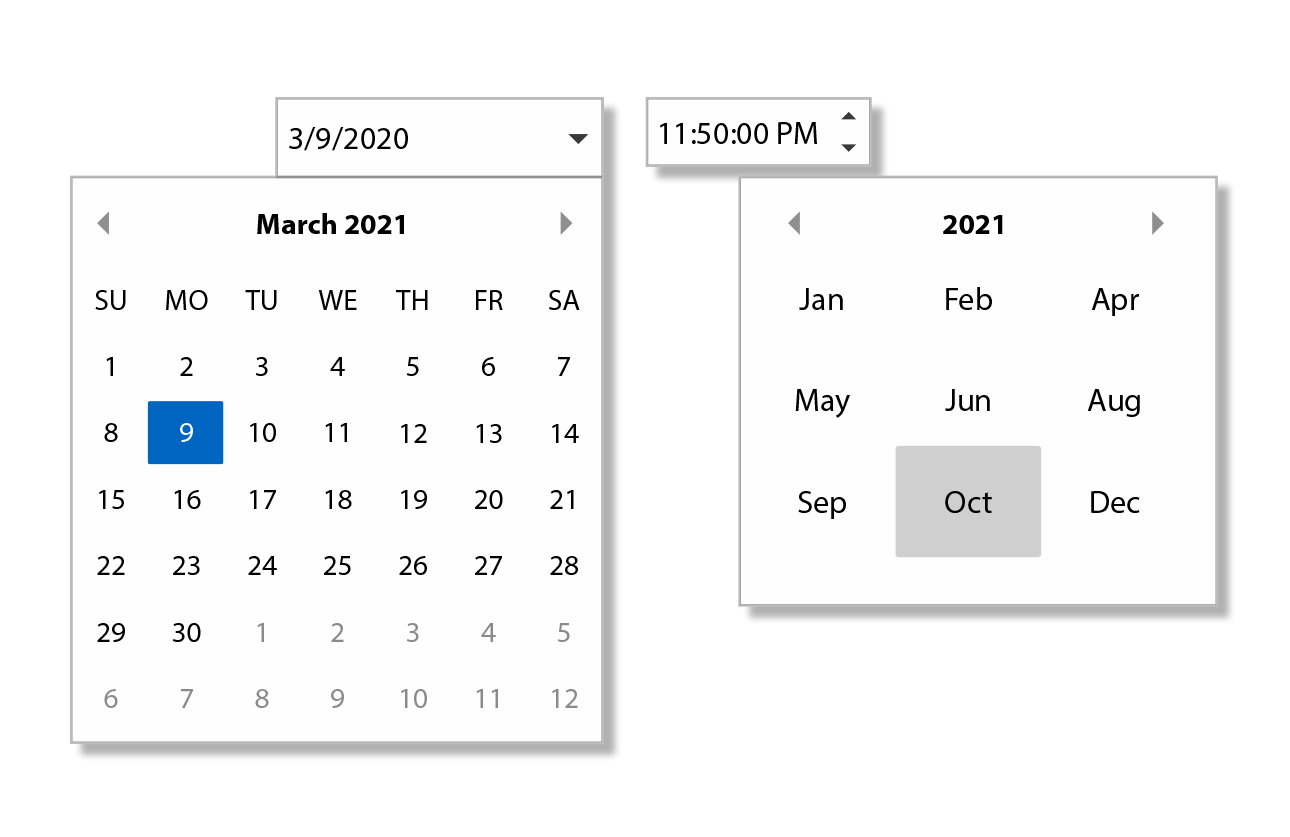 3/9/2020
11:50:00 PM
March 2021
SU MO TU WE TH FR SA
1 2 3 4 5 6 7
8 9 10 11 12 13 14
15 16 17 18 19 20 21
22 23 24 25 26 27 28
29 30 1 2 3 4 5
6 7 8 9 10 11 12
2021
Jan Feb Apr
May Jun Aug
Sep Oct Dec